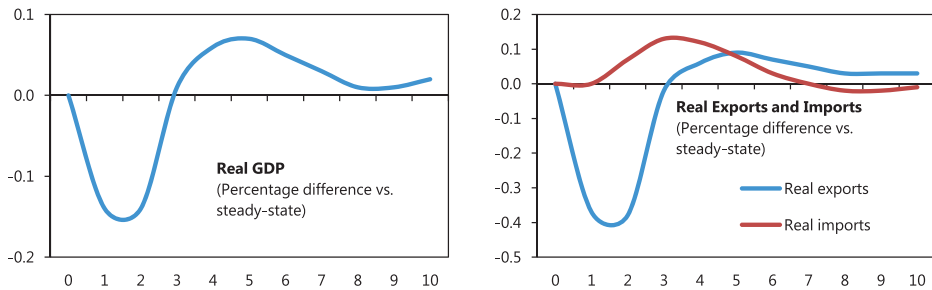 0.1
0.0
−0.1
−0.2
Real GDP
(Percentage difference vs.
steady-state)
0 1 2 3 4 5 6 7 8 9 10
0.2
0.1
0.0
−0.1
−0.2
−0.3
−0.4
−0.5
Real Exports and Imports
(Percentage difference vs.
steady-state)
Real exports
Real imports
0 1 2 3 4 5 6 7 8 9 10